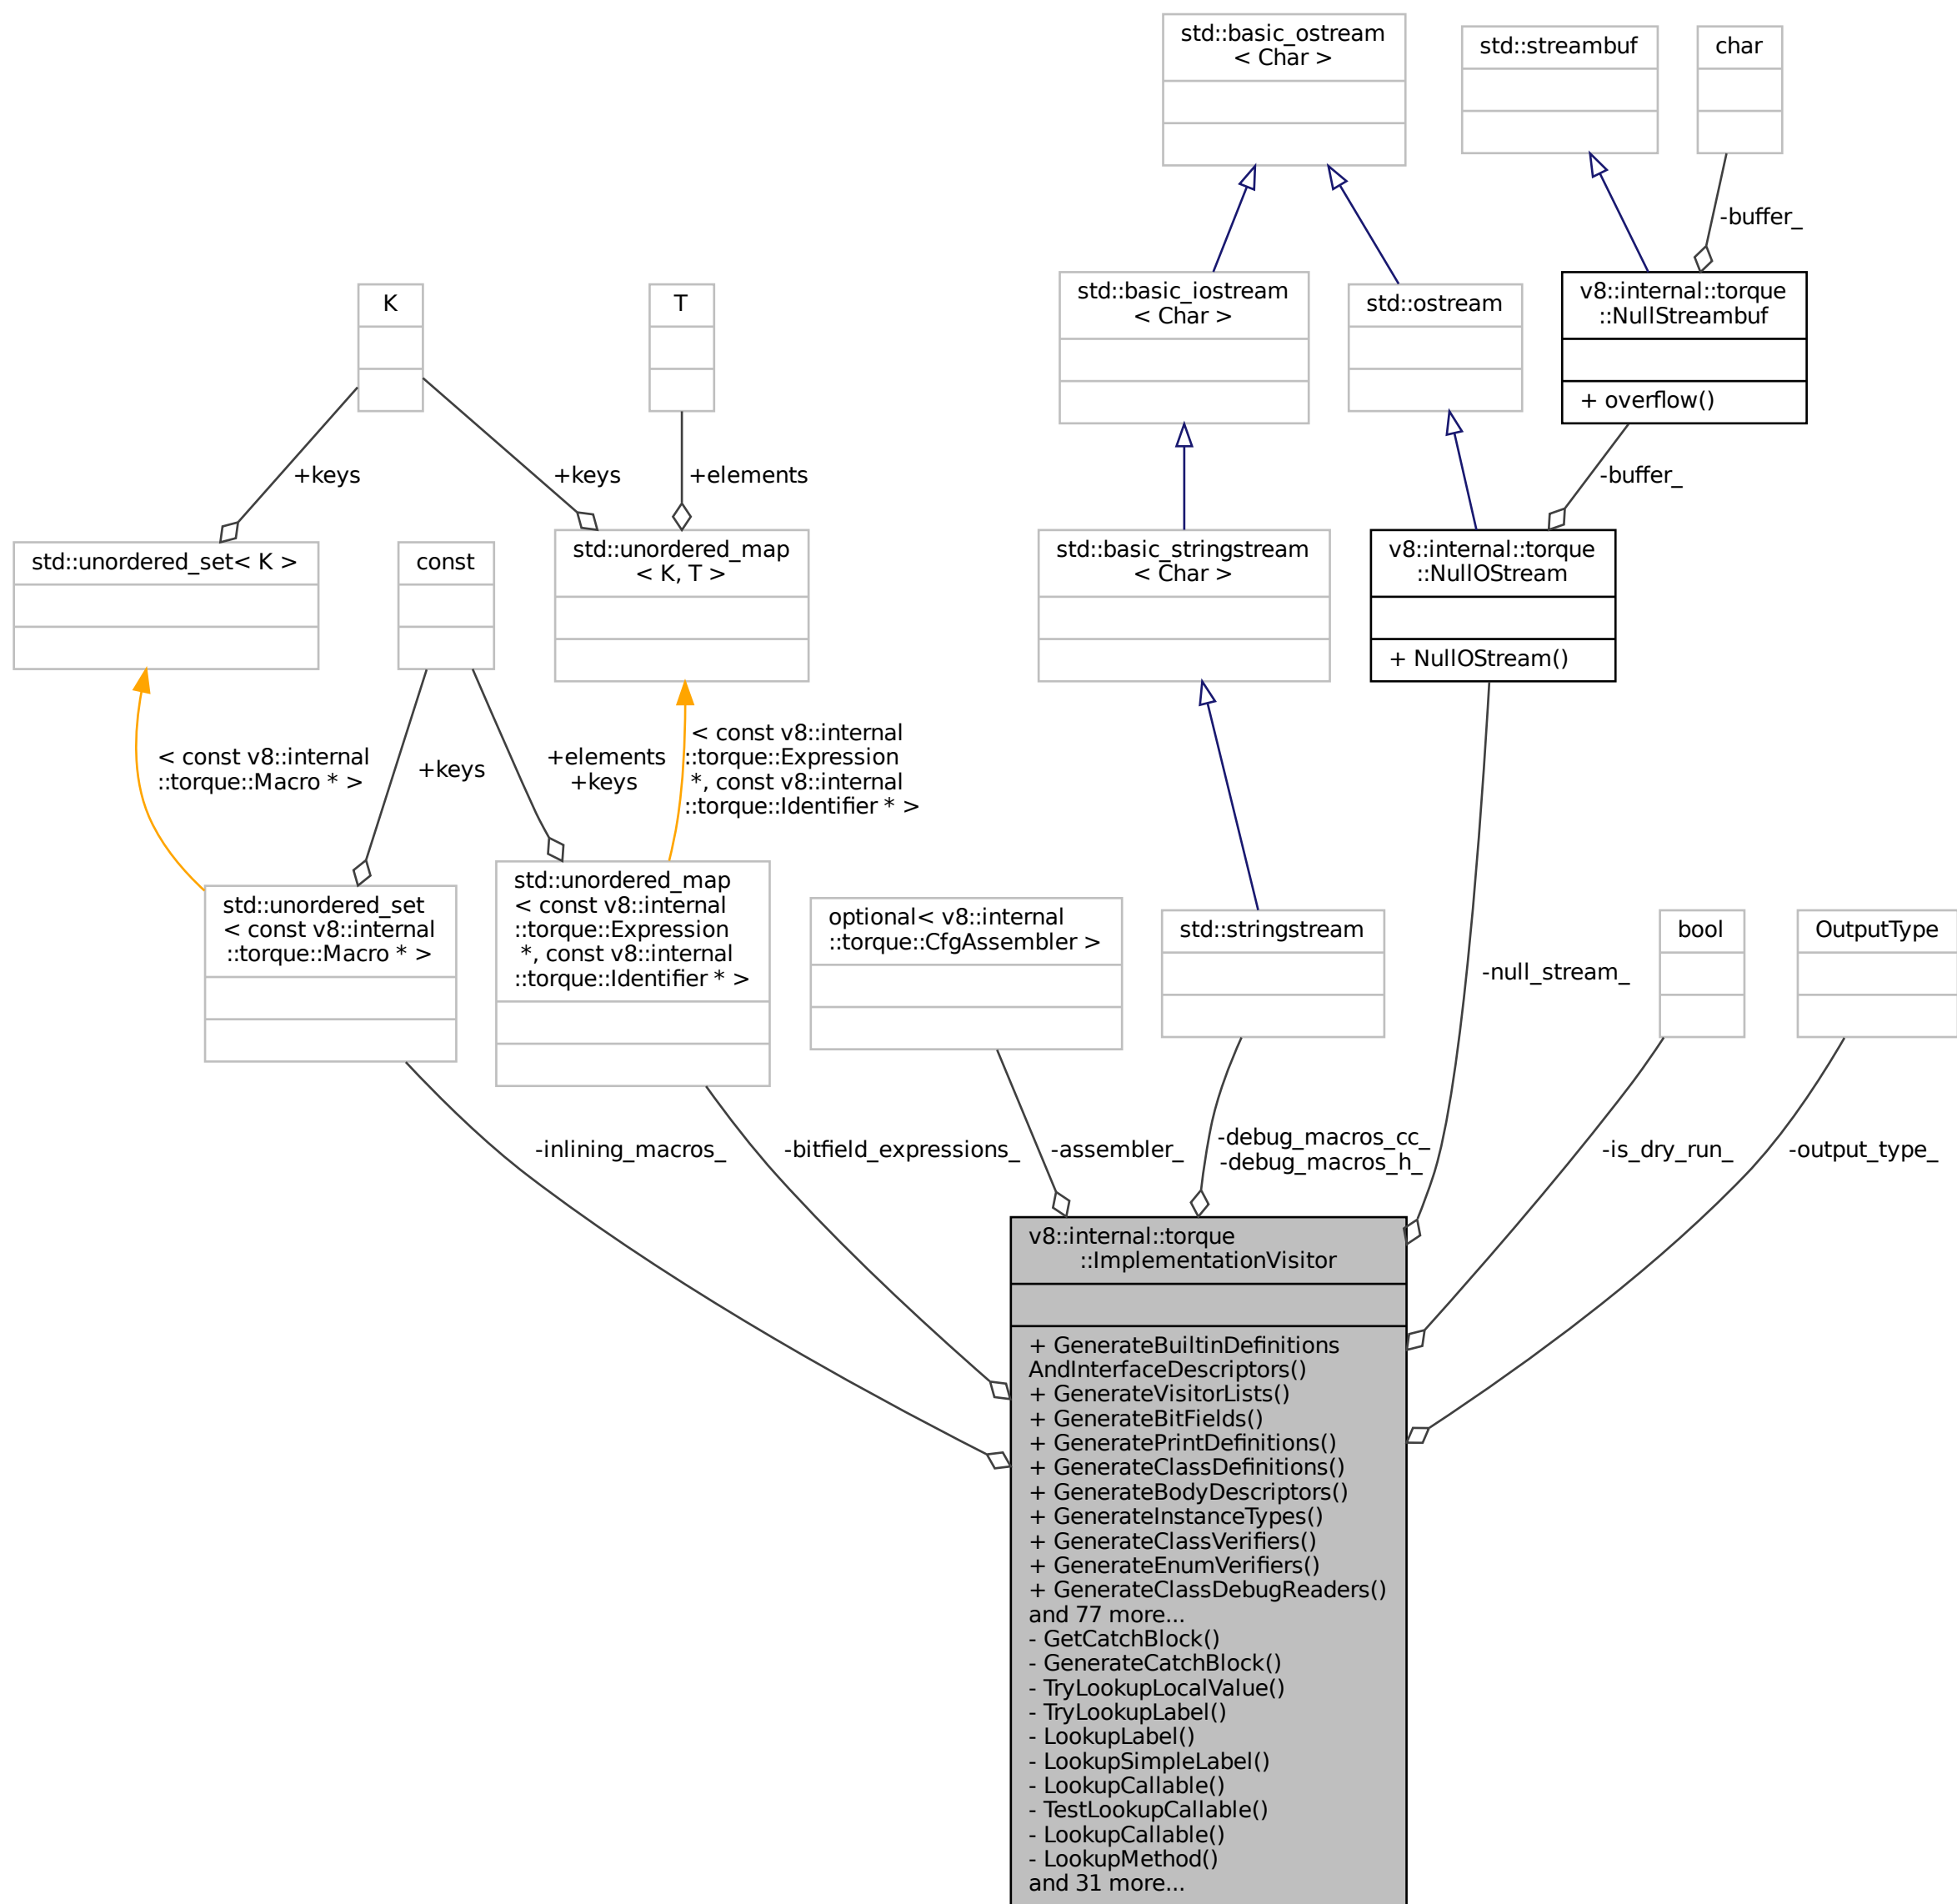 std::basic_ostream
< Char >
std::streambuf
char
-buffer_
K
T
std::basic_iostream
< Char >
std::ostream
v8::internal::torque
::NullStreambuf
+ overflow()
+keys
+keys
+elements
-buffer_
std::unordered_set< K >
const
std::unordered_map
< K, T >
std::basic_stringstream
< Char >
v8::internal::torque
::NullOStream
+ NullOStream()
< const v8::internal
::torque::Macro * >
+keys
+elements
+keys
< const v8::internal
::torque::Expression
*, const v8::internal
::torque::Identifier * >
std::unordered_set
< const v8::internal
::torque::Macro * >
std::unordered_map
< const v8::internal
::torque::Expression
*, const v8::internal
::torque::Identifier * >
optional< v8::internal
::torque::CfgAssembler >
std::stringstream
-null_stream_
bool
OutputType
-inlining_macros_
-bitfield_expressions_
-assembler_
-debug_macros_cc_
-debug_macros_h_
-is_dry_run_
-output_type_
v8::internal::torque
::ImplementationVisitor
+ GenerateBuiltinDefinitions
AndInterfaceDescriptors()
+ GenerateVisitorLists()
+ GenerateBitFields()
+ GeneratePrintDefinitions()
+ GenerateClassDefinitions()
+ GenerateBodyDescriptors()
+ GenerateInstanceTypes()
+ GenerateClassVerifiers()
+ GenerateEnumVerifiers()
+ GenerateClassDebugReaders()
and 77 more...
- GetCatchBlock()
- GenerateCatchBlock()
- TryLookupLocalValue()
- TryLookupLabel()
- LookupLabel()
- LookupSimpleLabel()
- LookupCallable()
- TestLookupCallable()
- LookupCallable()
- LookupMethod()
and 31 more...